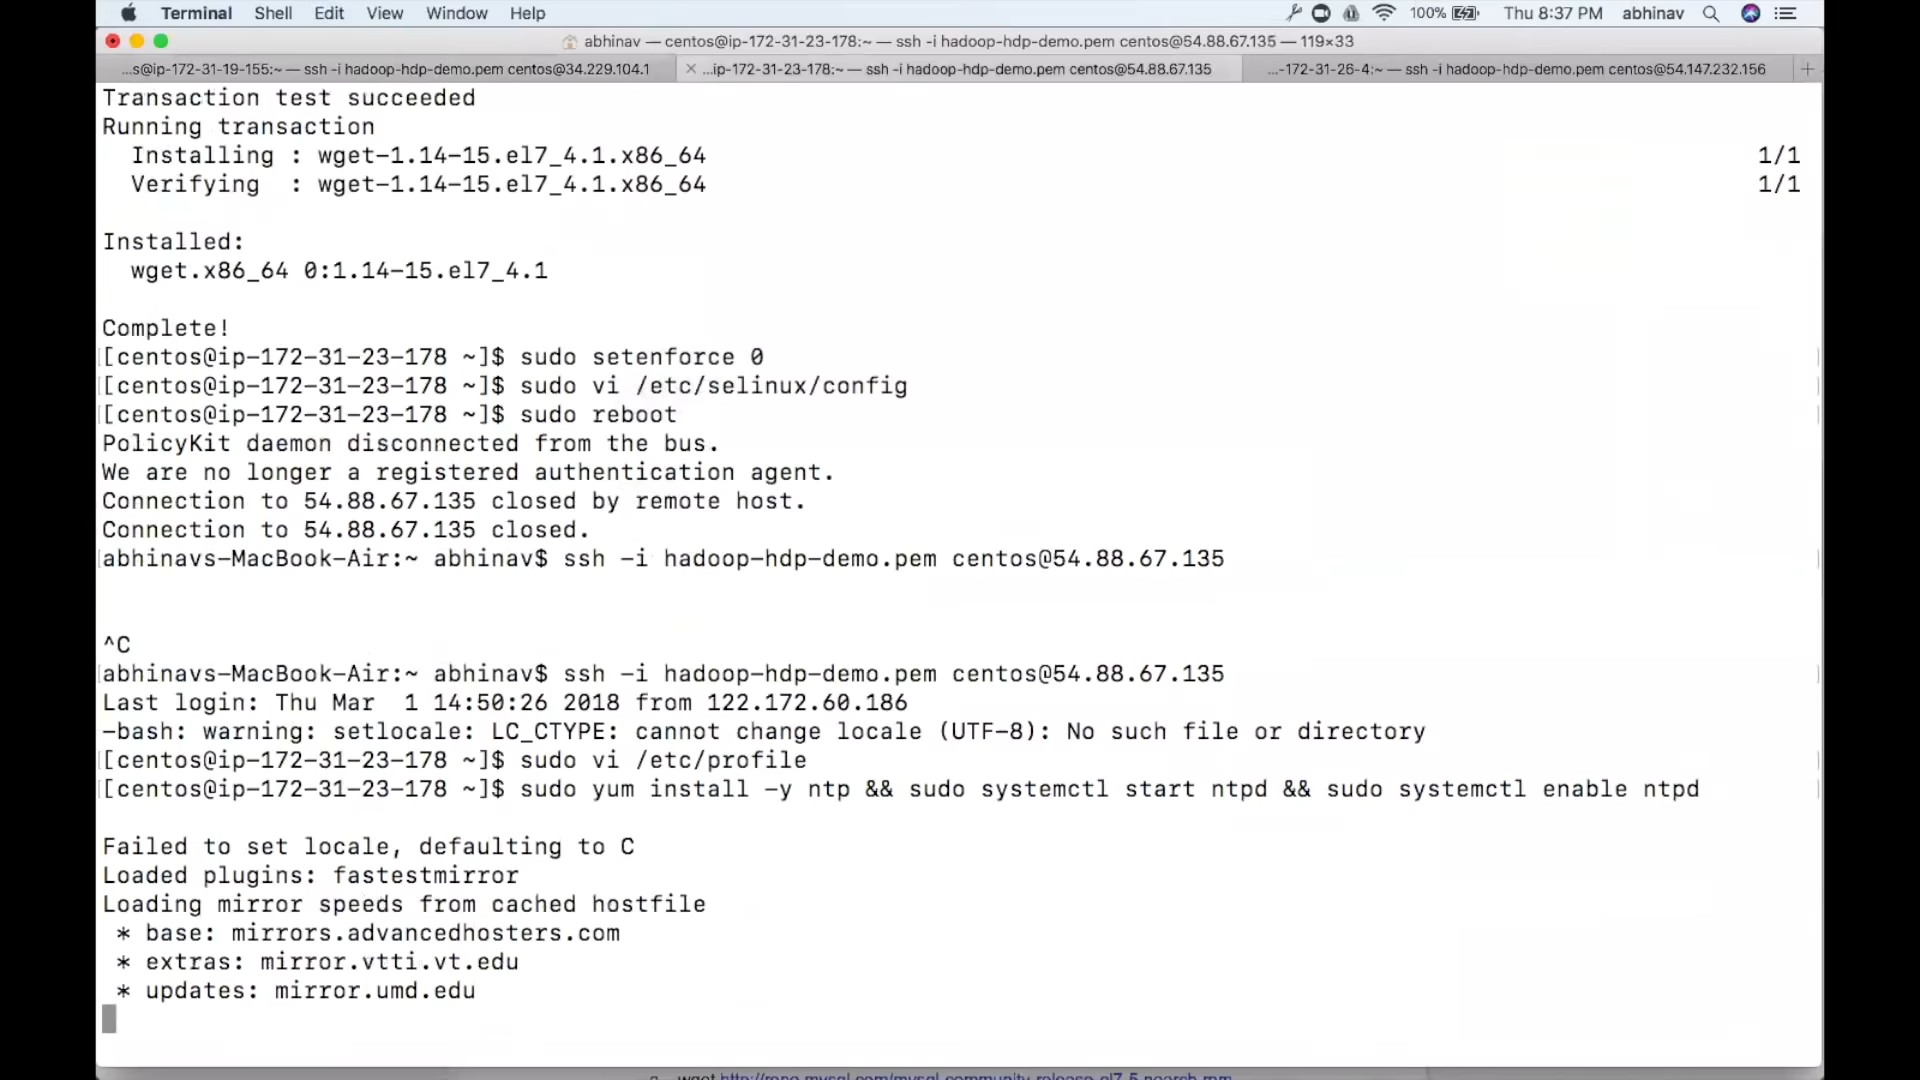 Terminal Shell Edit View Window Help 100% Thu 8:37 PM abhinav
abhinav — centos@ip-172-31-23-178:~ — ssh -i hadoop-hdp-demo.pem centos@54.88.67.135 — 119×33
...s@ip-172-31-19-155:~ — ssh -i hadoop-hdp-demo.pem centos@34.229.104.1 ...ip-172-31-23-178:~ — ssh -i hadoop-hdp-demo.pem centos@54.88.67.135 ...-172-31-26-4:~ — ssh -i hadoop-hdp-demo.pem centos@54.147.232.156
Transaction test succeeded
Running transaction
Installing : wget-1.14-15.el7_4.1.x86_64 1/1
Verifying : wget-1.14-15.el7_4.1.x86_64 1/1
Installed:
wget.x86_64 0:1.14-15.el7_4.1
Complete!
[centos@ip-172-31-23-178 ~]$ sudo setenforce 0
[centos@ip-172-31-23-178 ~]$ sudo vi /etc/selinux/config
[centos@ip-172-31-23-178 ~]$ sudo reboot
PolicyKit daemon disconnected from the bus.
We are no longer a registered authentication agent.
Connection to 54.88.67.135 closed by remote host.
Connection to 54.88.67.135 closed.
abhinavs-MacBook-Air:~ abhinav$ ssh -i hadoop-hdp-demo.pem centos@54.88.67.135
^C
abhinavs-MacBook-Air:~ abhinav$ ssh -i hadoop-hdp-demo.pem centos@54.88.67.135
Last login: Thu Mar  1 14:50:26 2018 from 122.172.60.186
-bash: warning: setlocale: LC_CTYPE: cannot change locale (UTF-8): No such file or directory
[centos@ip-172-31-23-178 ~]$ sudo vi /etc/profile
[centos@ip-172-31-23-178 ~]$ sudo yum install -y ntp && sudo systemctl start ntpd && sudo systemctl enable ntpd
Failed to set locale, defaulting to C
Loaded plugins: fastestmirror
Loading mirror speeds from cached hostfile
* base: mirrors.advancedhosters.com
* extras: mirror.vtti.vt.edu
* updates: mirror.umd.edu